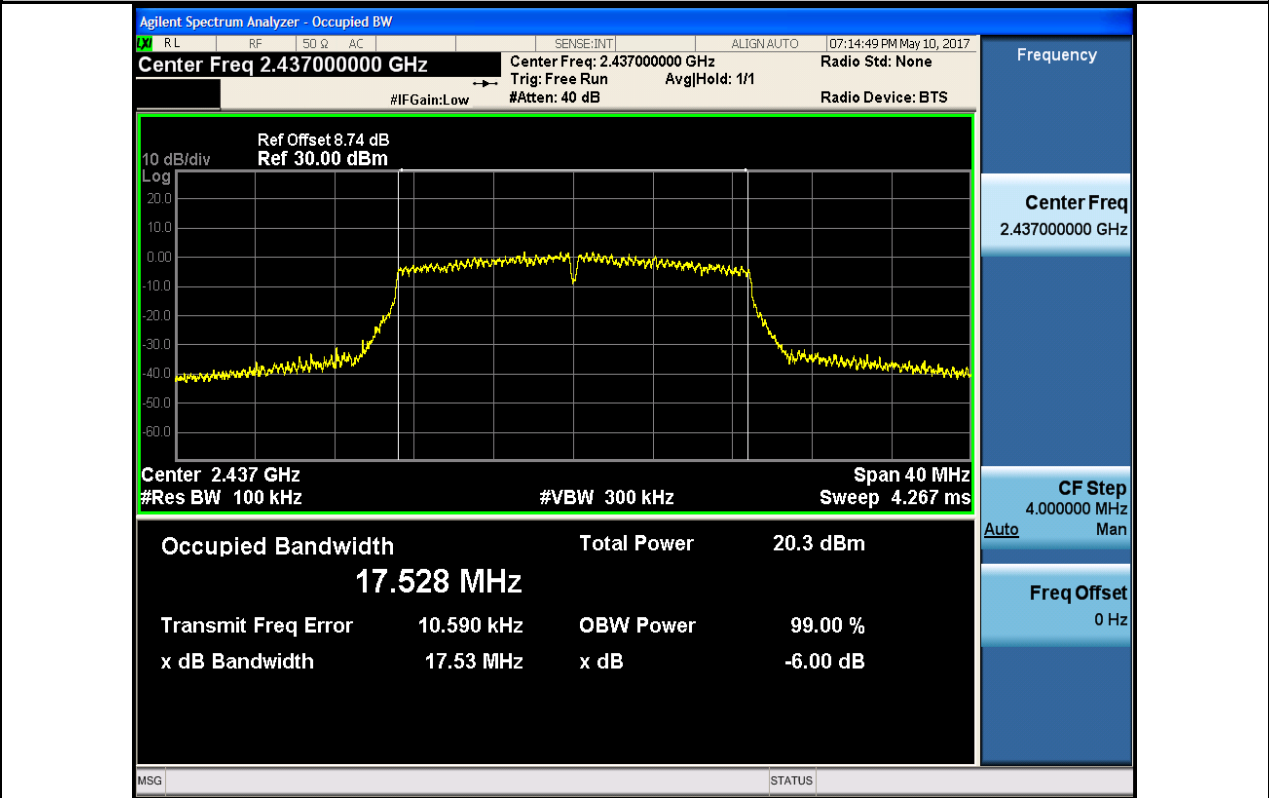 Agilent Spectrum Analyzer - Occupied BW
LXI RL RF 50 Ω AC SENSE:INT ALIGN AUTO 07:14:49 PM May 10, 2017
Center Freq 2.437000000 GHz
Center Freq: 2.437000000 GHz
Radio Std: None
Trig: Free Run Avg|Hold: 1/1
#IFGain:Low
#Atten: 40 dB
Radio Device: BTS
Frequency
Ref Offset 8.74 dB
10 dB/div Ref 30.00 dBm
Log
20.0
10.0
0.00
-10.0
-20.0
-30.0
-40.0
-50.0
-60.0
Center 2.437 GHz Span 40 MHz
#Res BW 100 kHz #VBW 300 kHz Sweep 4.267 ms
Occupied Bandwidth Total Power 20.3 dBm
17.528 MHz
Transmit Freq Error 10.590 kHz OBW Power 99.00 %
x dB Bandwidth 17.53 MHz x dB -6.00 dB
Center Freq
2.437000000 GHz
CF Step
4.000000 MHz
Auto Man
Freq Offset
0 Hz
MSG STATUS